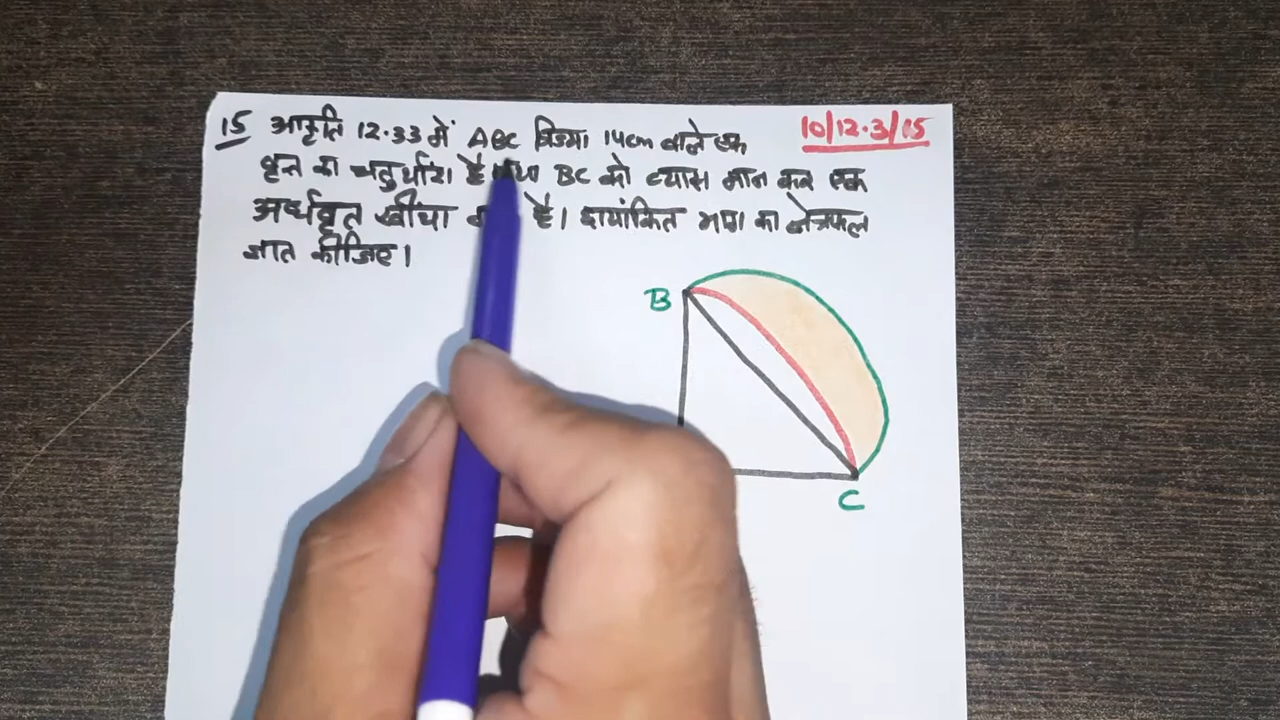 15 आकृति 12.33 में ABC त्रिज्या 14cm वाले एक
10/12.3/15
वृत्त का चतुर्थांश है BC को व्यास मान कर एक
अर्धवृत खींचा है। छायांकित भाग का क्षेत्रफल
ज्ञात कीजिए।
B
C